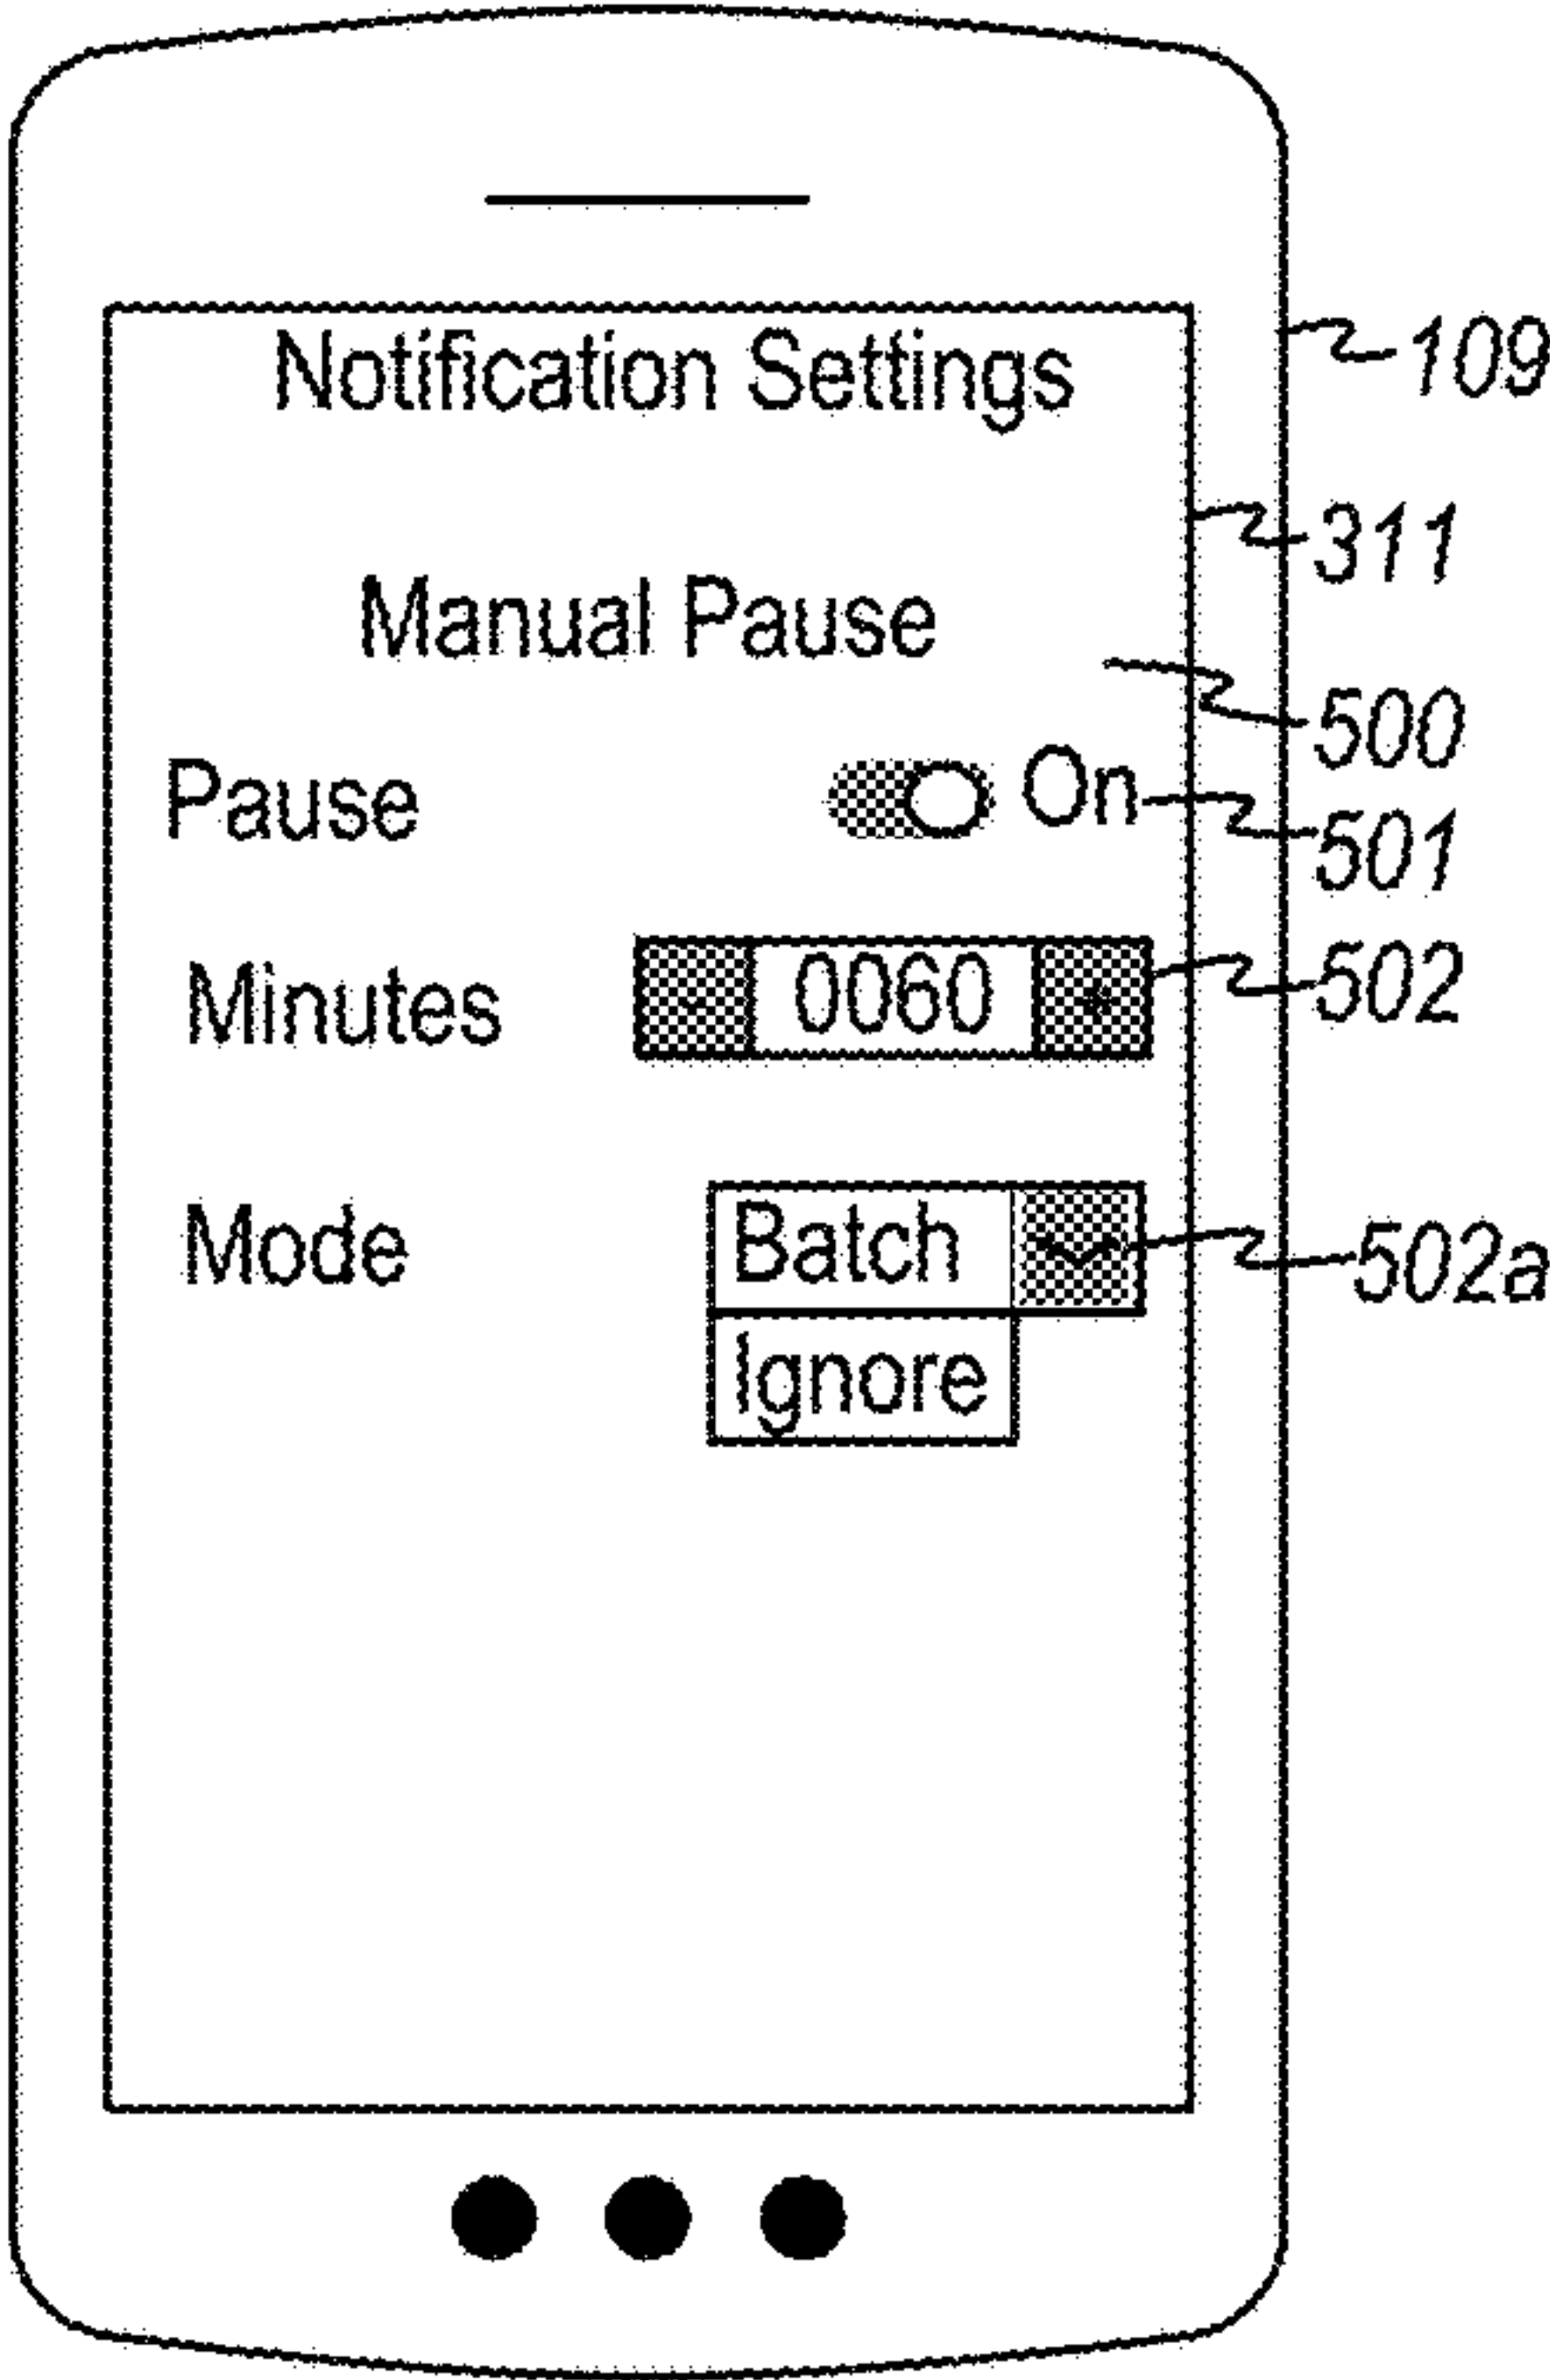 Notification Settings
109
311
Manual Pause
500
Pause On
501
Minutes - 0060 +
502
Mode Batch
502a
Ignore